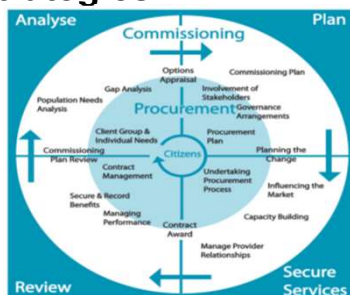 Analyse
Plan
Commissioning
Options
Appraisal
Commissioning Plan
Gap Analysis
Involvement of
Stakeholders
Population Needs
Analysis
Procurement
Governance
Arrangements
Client Group &
Individual Needs
Procurement
Plan
Commissioning
Plan Review
Citizens
Planning the
Change
Contract
Management
Undertaking
Procurement
Process
Influencing the
Market
Secure & Record
Benefits
Managing
Performance
Capacity Building
Contract
Award
Manage Provider
Relationships
Review
Secure
Services